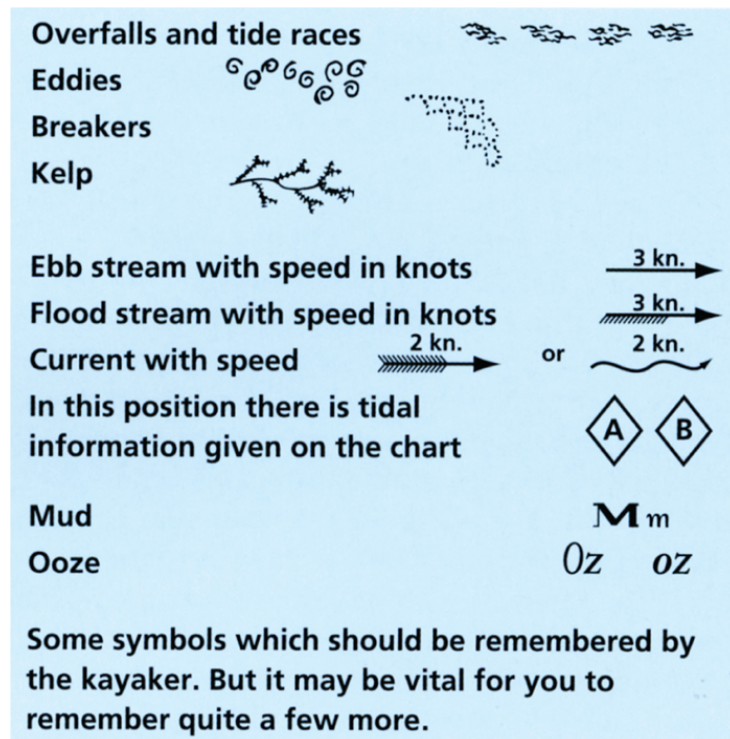 Overfalls and tide races
Eddies
Breakers
Kelp
Ebb stream with speed in knots 3 kn.
Flood stream with speed in knots 3 kn.
Current with speed 2 kn. or 2 kn.
In this position there is tidal
information given on the chart A B
Mud M m
Ooze Oz oz
Some symbols which should be remembered by
the kayaker. But it may be vital for you to
remember quite a few more.